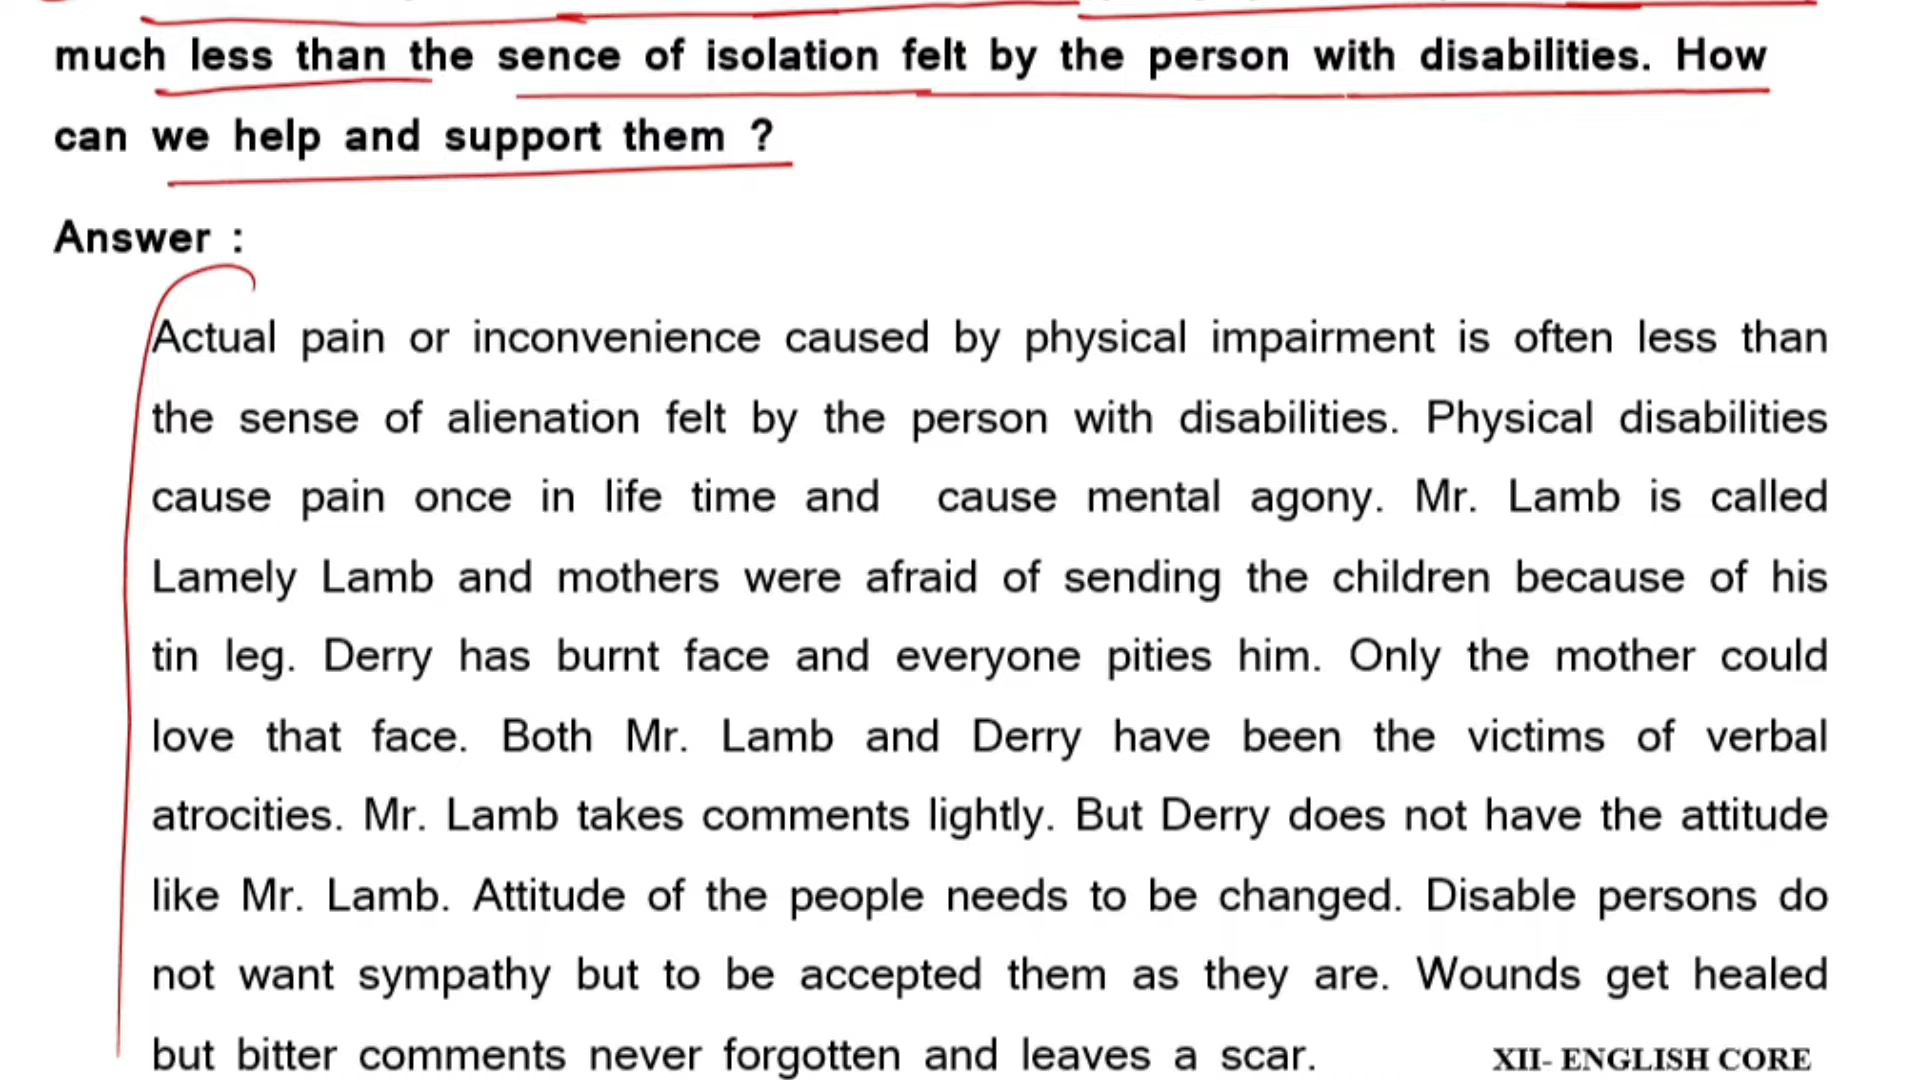 much less than the sence of isolation felt by the person with disabilities. How
can we help and support them ?
Answer :
Actual pain or inconvenience caused by physical impairment is often less than
the sense of alienation felt by the person with disabilities. Physical disabilities
cause pain once in life time and cause mental agony. Mr. Lamb is called
Lamely Lamb and mothers were afraid of sending the children because of his
tin leg. Derry has burnt face and everyone pities him. Only the mother could
love that face. Both Mr. Lamb and Derry have been the victims of verbal
atrocities. Mr. Lamb takes comments lightly. But Derry does not have the attitude
like Mr. Lamb. Attitude of the people needs to be changed. Disable persons do
not want sympathy but to be accepted them as they are. Wounds get healed
but bitter comments never forgotten and leaves a scar.
XII- ENGLISH CORE